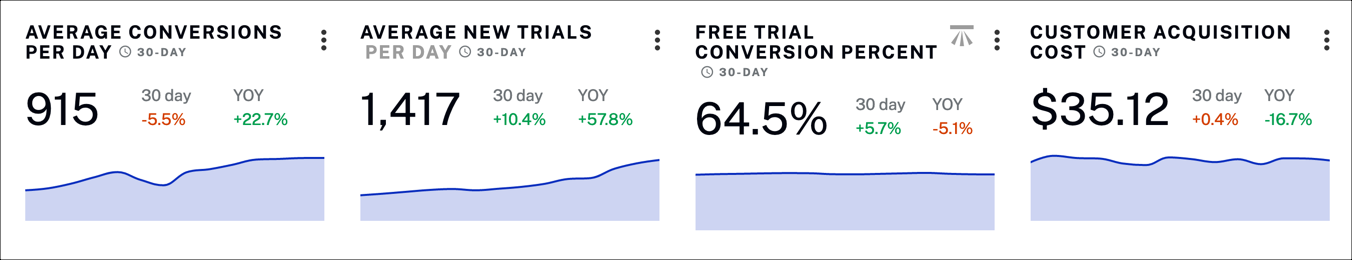 AVERAGE CONVERSIONS
PER DAY 30-DAY
915
30 day
-5.5%
YOY
+22.7%
AVERAGE NEW TRIALS
PER DAY 30-DAY
1,417
30 day
+10.4%
YOY
+57.8%
FREE TRIAL
CONVERSION PERCENT
30-DAY
64.5%
30 day
+5.7%
YOY
-5.1%
CUSTOMER ACQUISITION
COST 30-DAY
$35.12
30 day
+0.4%
YOY
-16.7%